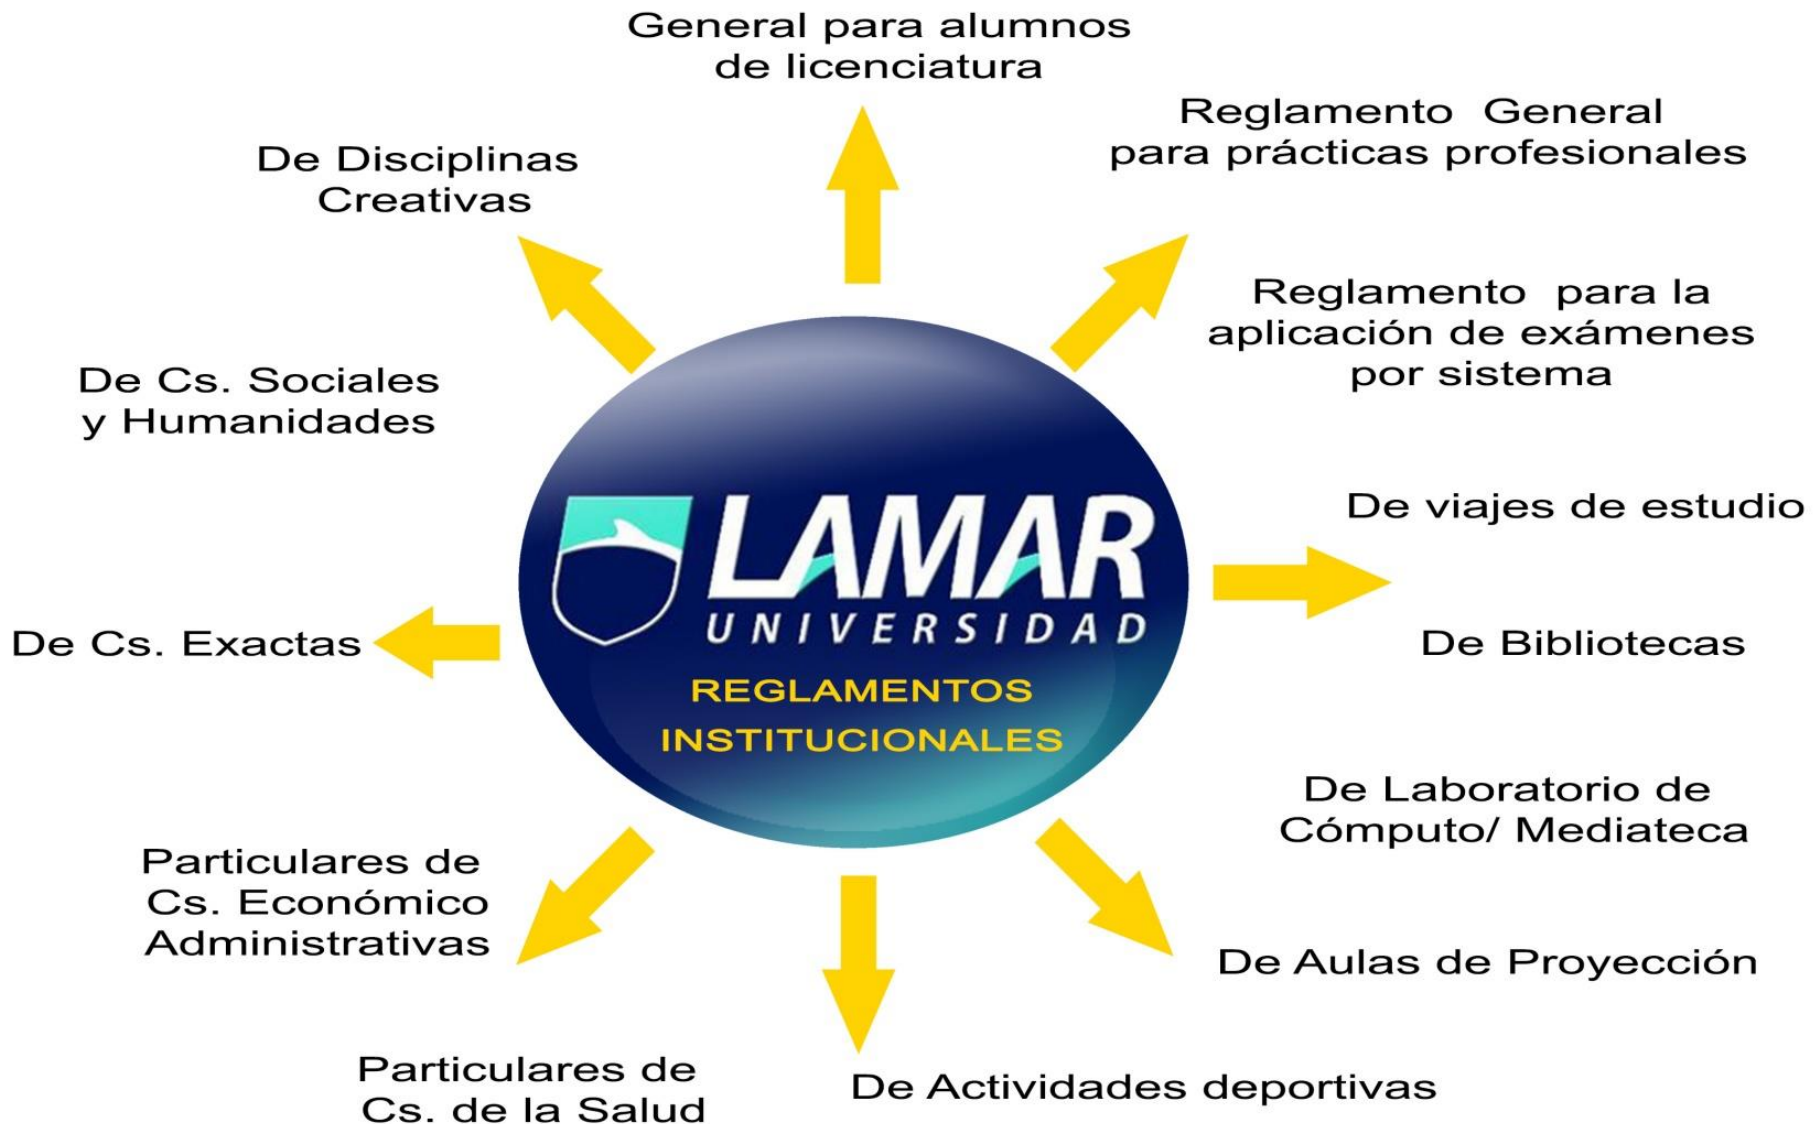 General para alumnos
de licenciatura
Reglamento  General
para prácticas profesionales
De Disciplinas
Creativas
Reglamento  para la
aplicación de exámenes
por sistema
De Cs. Sociales
y Humanidades
De viajes de estudio
LAMAR
UNIVERSIDAD
De Cs. Exactas
De Bibliotecas
REGLAMENTOS
INSTITUCIONALES
De Laboratorio de
Cómputo/ Mediateca
Particulares de
Cs. Económico
Administrativas
De Aulas de Proyección
Particulares de
Cs. de la Salud
De Actividades deportivas